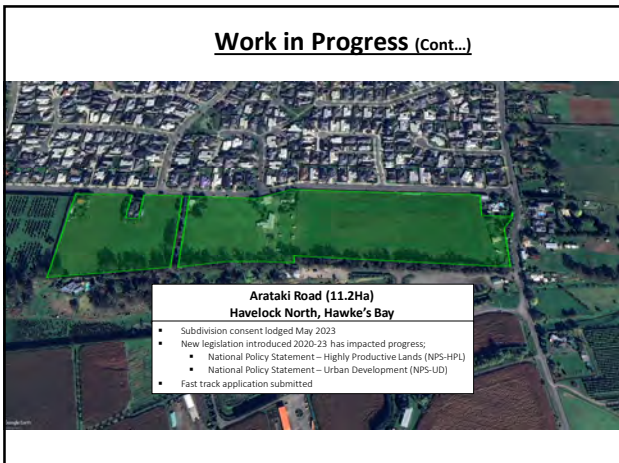 Work in Progress (Cont…)
Arataki Road (11.2Ha)
Havelock North, Hawke's Bay
▪ Subdivision consent lodged May 2023
▪ New legislation introduced 2020-23 has impacted progress;
▪ National Policy Statement – Highly Productive Lands (NPS-HPL)
▪ National Policy Statement – Urban Development (NPS-UD)
▪ Fast track application submitted
Google Earth